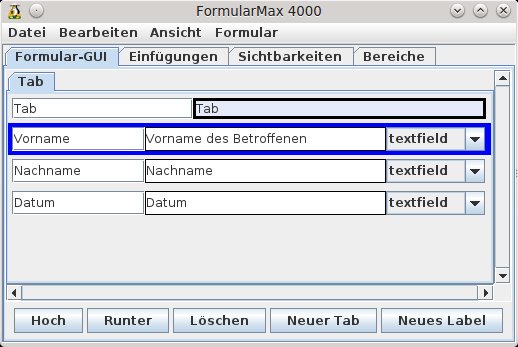 FormularMax 4000
Datei Bearbeiten Ansicht Formular
Formular-GUI Einfügungen Sichtbarkeiten Bereiche
Tab
Tab Tab
Vorname Vorname des Betroffenen textfield
Nachname Nachname textfield
Datum Datum textfield
Hoch Runter Löschen Neuer Tab Neues Label